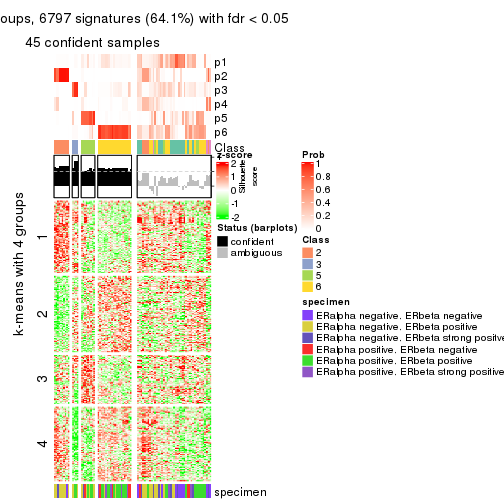 oups, 6797 signatures (64.1%) with fdr < 0.05
45 confident samples
p1
p2
p3
p4
p5
p6
Class
z-score
2
1
0
-1
-2
Silhouette
score
Prob
1
0.8
0.6
0.4
0.2
0
Status (barplots)
confident
ambiguous
Class
2
3
5
6
specimen
ERalpha negative. ERbeta negative
ERalpha negative. ERbeta positive
ERalpha negative. ERbeta strong positive
ERalpha positive. ERbeta negative
ERalpha positive. ERbeta positive
ERalpha positive. ERbeta strong positive
k-means with 4 groups
1
2
3
4
specimen